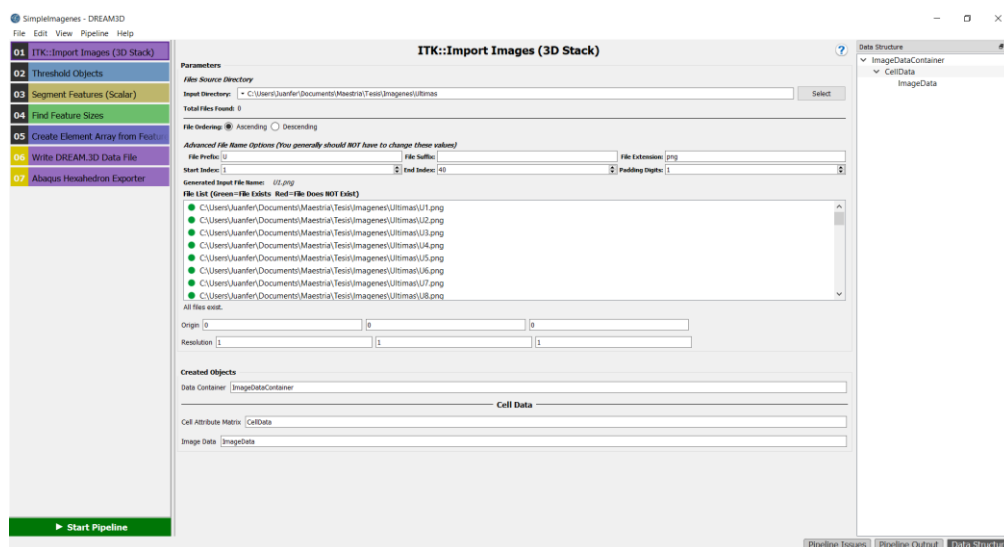 SimpleImagenes - DREAM3D
File Edit View Pipeline Help
01 ITK::Import Images (3D Stack)
02 Threshold Objects
03 Segment Features (Scalar)
04 Find Feature Sizes
05 Create Element Array from Featur
06 Write DREAM.3D Data File
07 Abaqus Hexahedron Exporter
Start Pipeline
ITK::Import Images (3D Stack)
Parameters
Files Source Directory
Input Directory: C:\Users\Juanfer\Documents\Maestria\Tesis\Imagenes\Ultimas Select
Total Files Found: 0
File Ordering: Ascending Descending
Advanced File Name Options (You generally should NOT have to change these values)
File Prefix: U File Suffix: File Extension: png
Start Index: 1 End Index: 40 Padding Digits: 1
Generated Input File Name: U1.png
File List (Green=File Exists Red=File Does NOT Exist)
C:\Users\Juanfer\Documents\Maestria\Tesis\Imagenes\Ultimas\U1.png
C:\Users\Juanfer\Documents\Maestria\Tesis\Imagenes\Ultimas\U2.png
C:\Users\Juanfer\Documents\Maestria\Tesis\Imagenes\Ultimas\U3.png
C:\Users\Juanfer\Documents\Maestria\Tesis\Imagenes\Ultimas\U4.png
C:\Users\Juanfer\Documents\Maestria\Tesis\Imagenes\Ultimas\U5.png
C:\Users\Juanfer\Documents\Maestria\Tesis\Imagenes\Ultimas\U6.png
C:\Users\Juanfer\Documents\Maestria\Tesis\Imagenes\Ultimas\U7.png
C:\Users\Juanfer\Documents\Maestria\Tesis\Imagenes\Ultimas\U8.png
All files exist.
Origin 0 0 0
Resolution 1 1 1
Created Objects
Data Container ImageDataContainer
Cell Data
Cell Attribute Matrix CellData
Image Data ImageData
?
Data Structure
ImageDataContainer
CellData
ImageData
Pipeline Issues Pipeline Output Data Structur